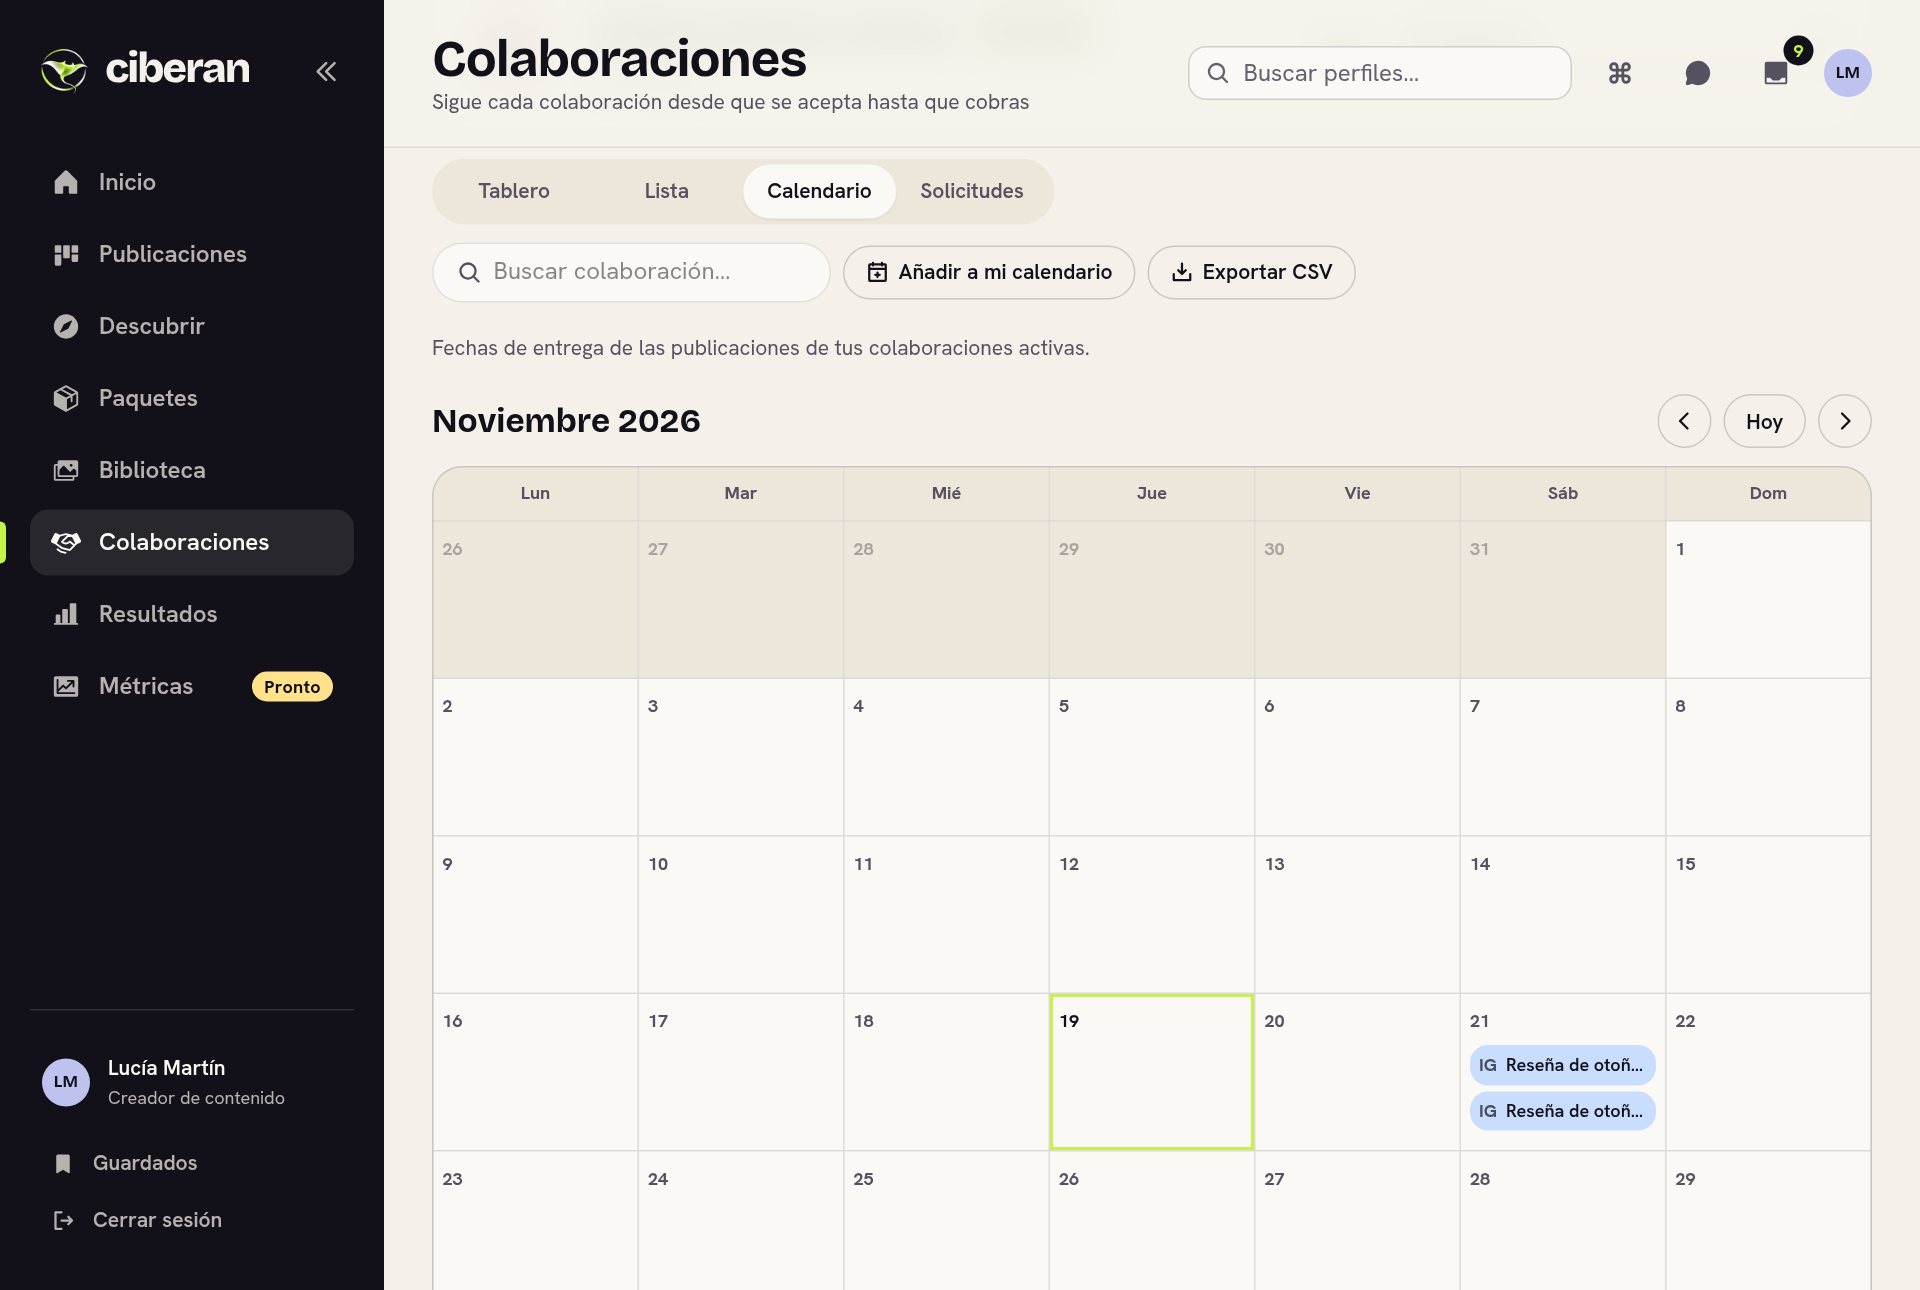 ciberan
Inicio
Publicaciones
Descubrir
Paquetes
Biblioteca
Colaboraciones
Resultados
Métricas
Pronto
LM
Lucía Martín
Creador de contenido
Guardados
Cerrar sesión
Colaboraciones
Sigue cada colaboración desde que se acepta hasta que cobras
Buscar perfiles...
⌘
9
LM
Tablero
Lista
Calendario
Solicitudes
Buscar colaboración...
Añadir a mi calendario
Exportar CSV
Fechas de entrega de las publicaciones de tus colaboraciones activas.
Noviembre 2026
Hoy
Lun Mar Mié Jue Vie Sáb Dom
26 27 28 29 30 31 1
2 3 4 5 6 7 8
9 10 11 12 13 14 15
16 17 18 19 20 21 22
IG Reseña de otoñ...
IG Reseña de otoñ...
23 24 25 26 27 28 29